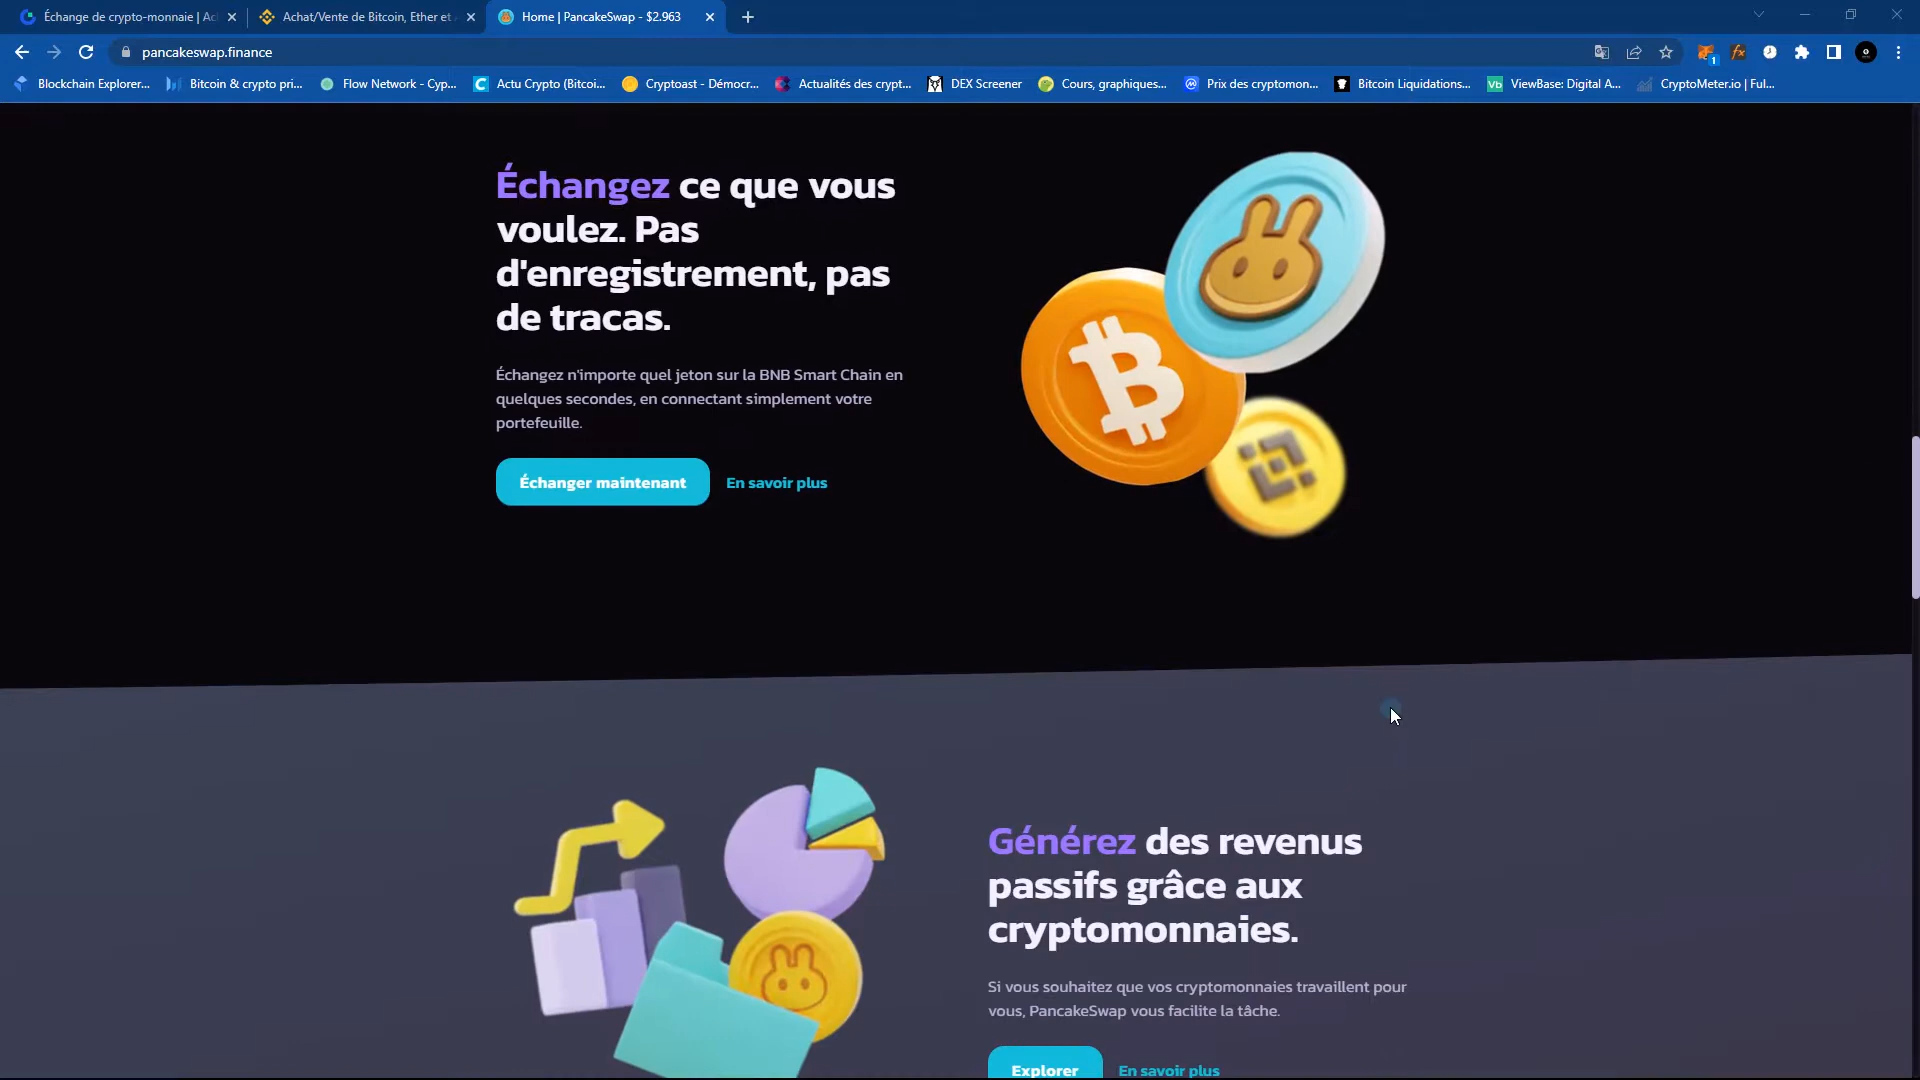 Échange de crypto-monnaie | Ac
Achat/Vente de Bitcoin, Ether et
Home | PancakeSwap - $2.963
pancakeswap.finance
1
Blockchain Explorer...
Bitcoin & crypto pri...
Flow Network - Cyp...
Actu Crypto (Bitcoi...
Cryptoast - Démocr...
Actualités des crypt...
DEX Screener
Cours, graphiques...
Prix des cryptomon...
Bitcoin Liquidations...
Vb
ViewBase: Digital A...
CryptoMeter.io | Ful...
Échangez ce que vous
voulez. Pas
d'enregistrement, pas
de tracas.
Échangez n'importe quel jeton sur la BNB Smart Chain en
quelques secondes, en connectant simplement votre
portefeuille.
Échanger maintenant
En savoir plus
Générez des revenus
passifs grâce aux
cryptomonnaies.
Si vous souhaitez que vos cryptomonnaies travaillent pour
vous, PancakeSwap vous facilite la tâche.
Explorer
En savoir plus